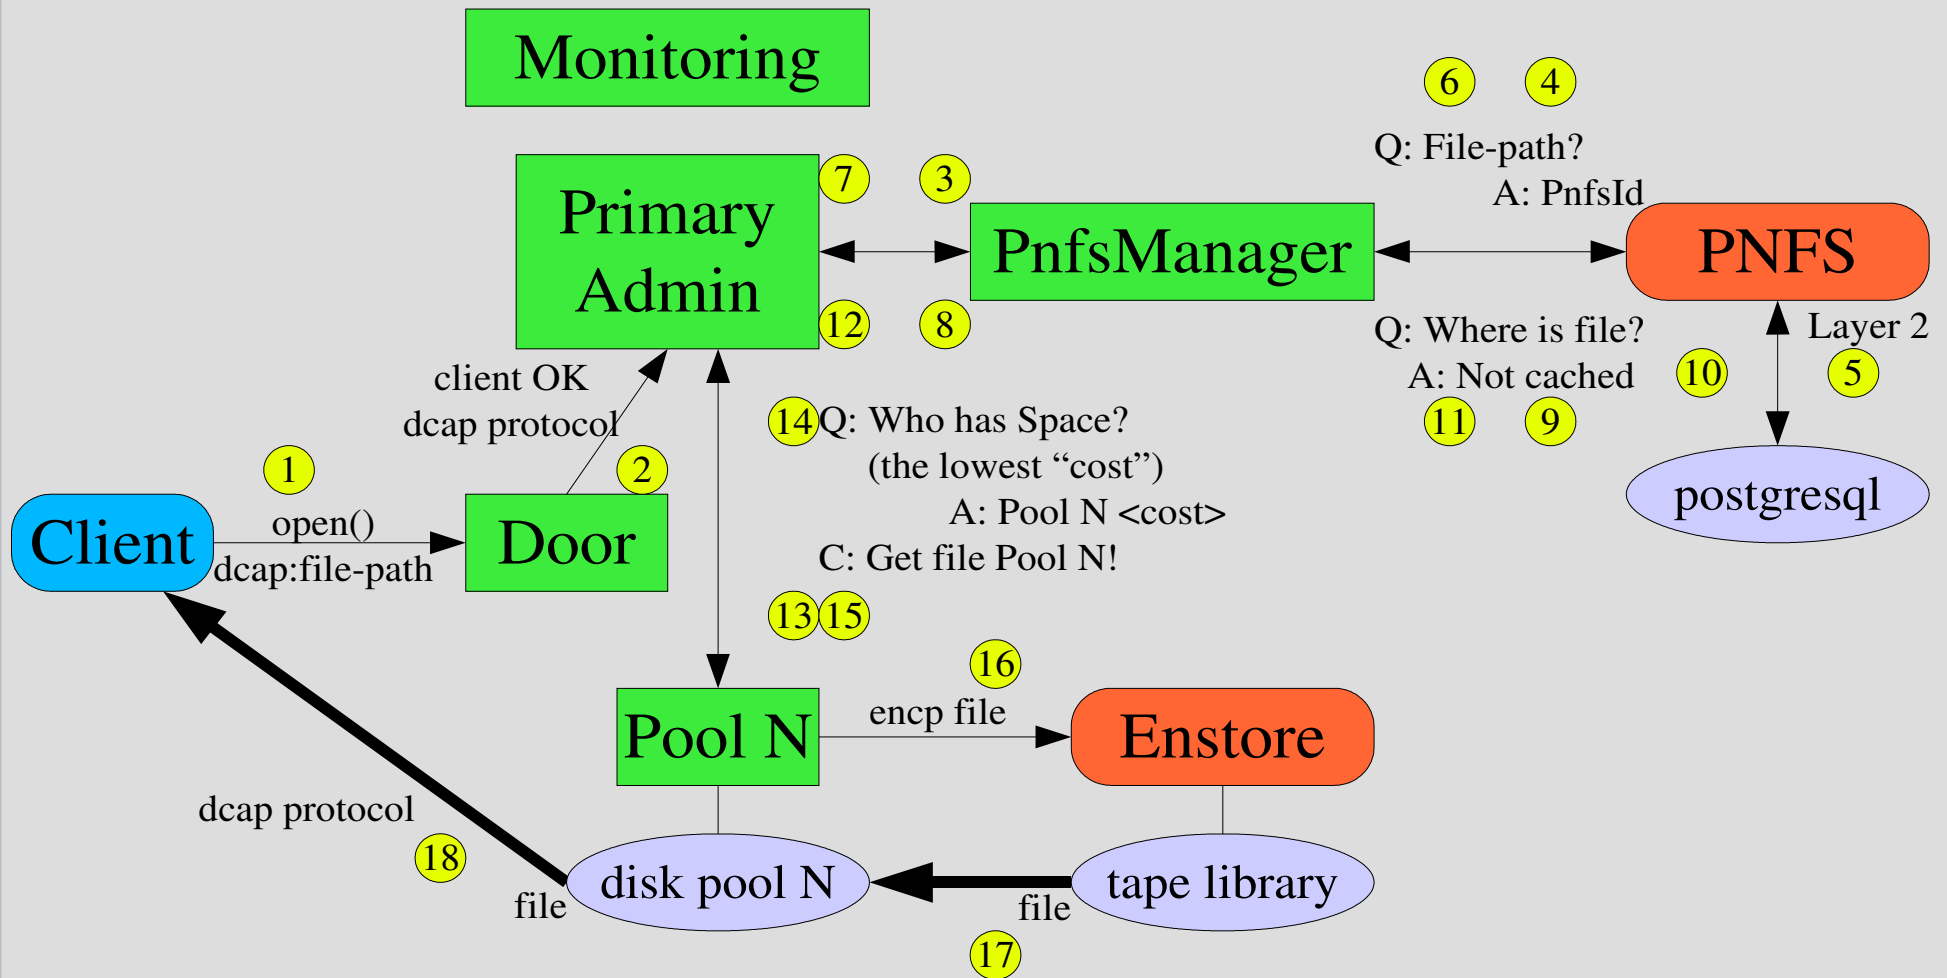 Monitoring
6
4
Q: File-path?
A: PnfsId
7
3
Primary
Admin
PnfsManager
PNFS
12
8
Q: Where is file?
A: Not cached
11
9
10
Layer 2
5
postgresql
client OK
dcap protocol
2
14
Q: Who has Space?
(the lowest “cost”)
A: Pool N <cost>
C: Get file Pool N!
13
15
1
Client
open()
dcap:file-path
Door
16
Pool N
encp file
Enstore
dcap protocol
18
file
disk pool N
file
17
tape library